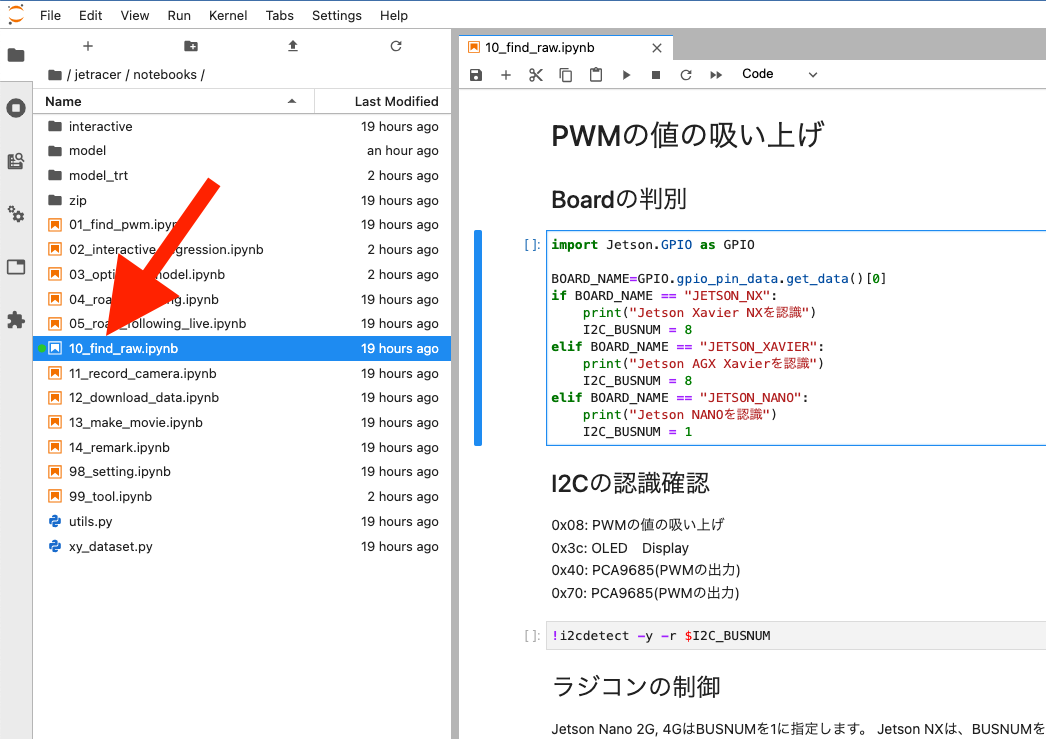 File Edit View Run Kernel Tabs Settings Help
/ jetracer / notebooks /
Name Last Modified
interactive 19 hours ago
model an hour ago
model_trt 2 hours ago
zip 19 hours ago
01_find_pwm.ipynb 19 hours ago
02_interactive_regression.ipynb 2 hours ago
03_opti model.ipynb 2 hours ago
04_roa g.ipynb 19 hours ago
05_road_following_live.ipynb 19 hours ago
10_find_raw.ipynb 19 hours ago
11_record_camera.ipynb 19 hours ago
12_download_data.ipynb 19 hours ago
13_make_movie.ipynb 19 hours ago
14_remark.ipynb 19 hours ago
98_setting.ipynb 19 hours ago
99_tool.ipynb 2 hours ago
utils.py 19 hours ago
xy_dataset.py 19 hours ago
10_find_raw.ipynb
Code
PWMの値の吸い上げ
Boardの判別
[ ]: import Jetson.GPIO as GPIO
BOARD_NAME=GPIO.gpio_pin_data.get_data()[0]
if BOARD_NAME == "JETSON_NX":
print("Jetson Xavier NXを認識")
I2C_BUSNUM = 8
elif BOARD_NAME == "JETSON_XAVIER":
print("Jetson AGX Xavierを認識")
I2C_BUSNUM = 8
elif BOARD_NAME == "JETSON_NANO":
print("Jetson NANOを認識")
I2C_BUSNUM = 1
I2Cの認識確認
0x08: PWMの値の吸い上げ
0x3c: OLED　Display
0x40: PCA9685(PWMの出力)
0x70: PCA9685(PWMの出力)
[ ]: !i2cdetect -y -r $I2C_BUSNUM
ラジコンの制御
Jetson Nano 2G, 4GはBUSNUMを1に指定します。 Jetson NXは、BUSNUMを